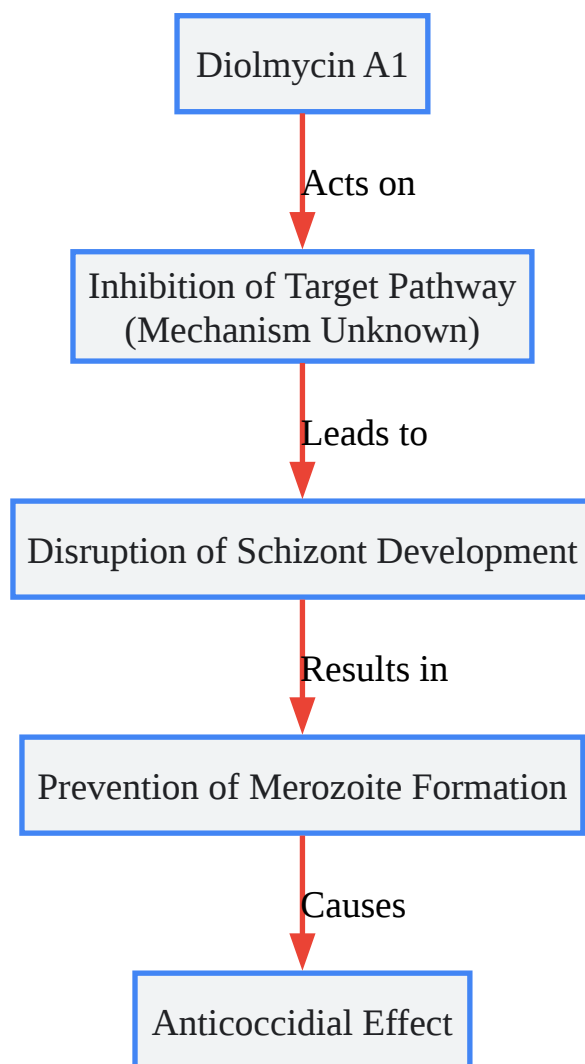 Diolmycin A1
Acts on
Inhibition of Target Pathway
(Mechanism Unknown)
Leads to
Disruption of Schizont Development
Results in
Prevention of Merozoite Formation
Causes
Anticoccidial Effect